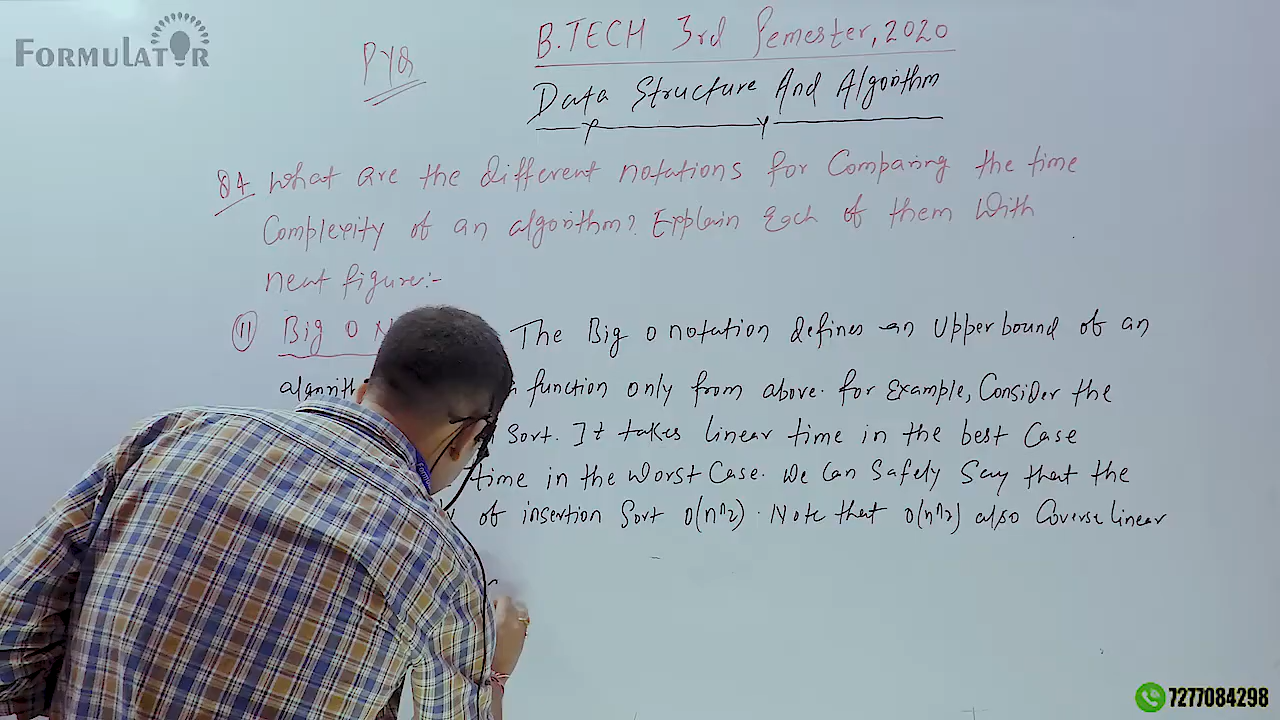 FORMULATOR
PYQ
B.TECH 3rd Semester, 2020
Data Structure And Algorithm
Q4 What are the different notations for Comparing the time
Complexity of an algorithm? Explain Each of them With
neat figure:-
(11) Big O The Big O notation defines an Upper bound of an
function only from above. for Example, Consider the
Sort. It takes linear time in the best Case
time in the Worst Case. We Can Safely Say that the
of insertion Sort O(n^2). Note that O(n^2) also Coverse linear
7277084298